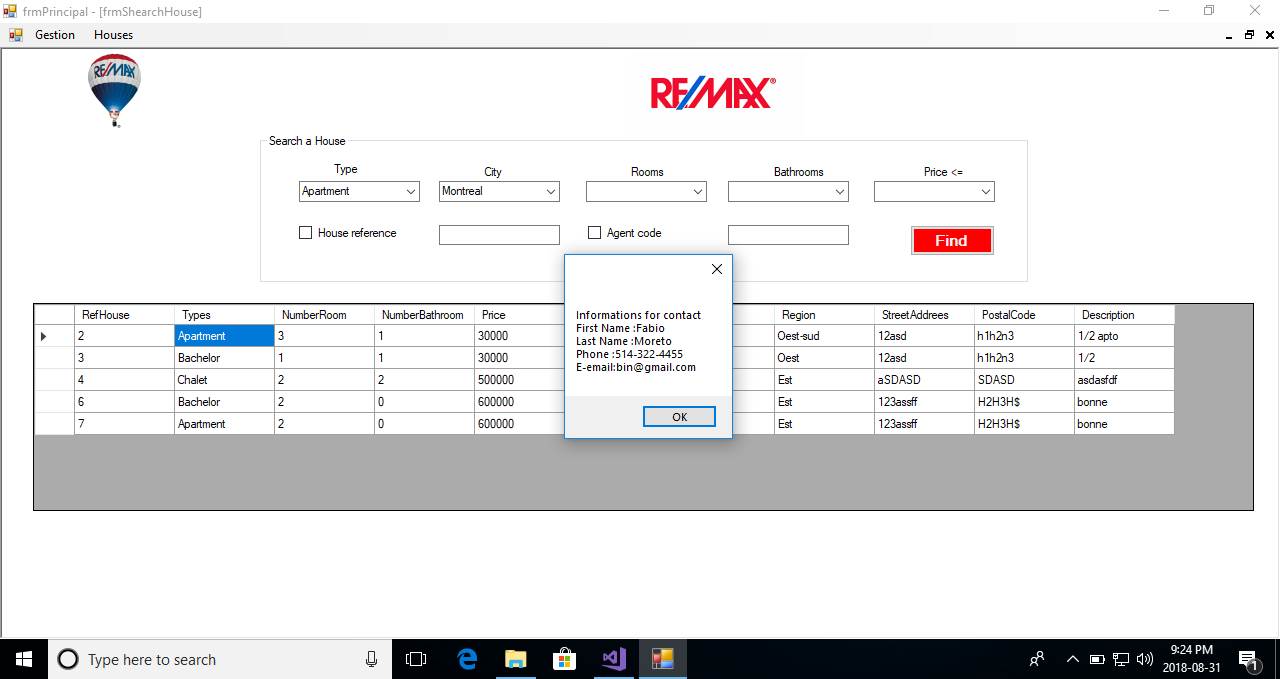 frmPrincipal - [frmShearchHouse]
Gestion Houses
RE/MAX
RE/MAX®
Search a House
Type City Rooms Bathrooms Price <=
Apartment Montreal
House reference Agent code
Find
RefHouse Types NumberRoom NumberBathroom Price Region StreetAddress PostalCode Description
2 Apartment 3 1 30000 Oest-sud 12asd h1h2n3 1/2 apto
3 Bachelor 1 1 30000 Oest 12asd h1h2n3 1/2
4 Chalet 2 2 500000 Est aSDASD SDASD asdasfdf
6 Bachelor 2 0 600000 Est 123assff H2H3H$ bonne
7 Apartment 2 0 600000 Est 123assff H2H3H$ bonne
Informations for contact
First Name :Fabio
Last Name :Moreto
Phone :514-322-4455
E-email:bin@gmail.com
OK
Type here to search
9:24 PM
2018-08-31
1